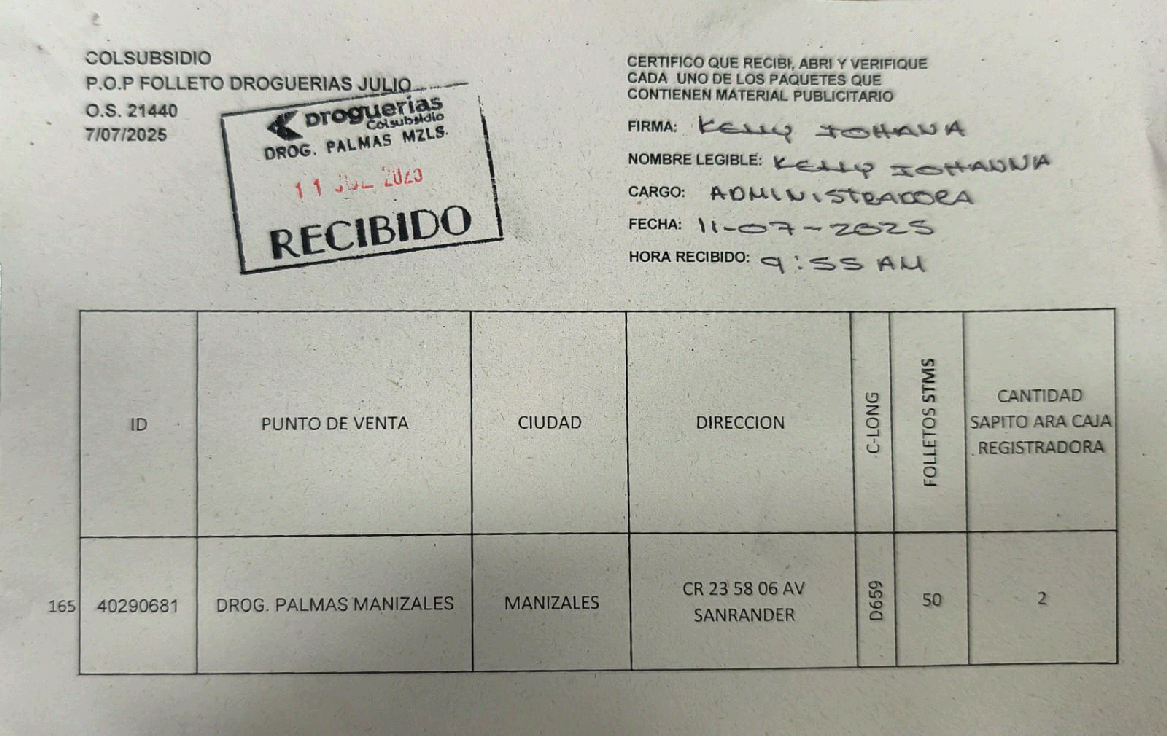 COLSUBSIDIO
P.O.P FOLLETO DROGUERIAS JULIO
O.S. 21440
7/07/2025
Droguerías
Colsubsidio
DROG. PALMAS MZLS.
11 JUL
RECIBIDO
CERTIFICO QUE RECIBI, ABRI Y VERIFIQUE
CADA UNO DE LOS PAQUETES QUE
CONTIENEN MATERIAL PUBLICITARIO
FIRMA: KELLY JOHANA
NOMBRE LEGIBLE: KELLY JOHANNA
CARGO: ADMINISTRADORA
FECHA: 11-07-2025
HORA RECIBIDO: 9:55 AM
ID
PUNTO DE VENTA
CIUDAD
DIRECCION
C-LONG
FOLLETOS STMS
CANTIDAD
SAPITO ARA CAJA
REGISTRADORA
165
40290681
DROG. PALMAS MANIZALES
MANIZALES
CR 23 58 06 AV
SANRANDER
D659
50
2